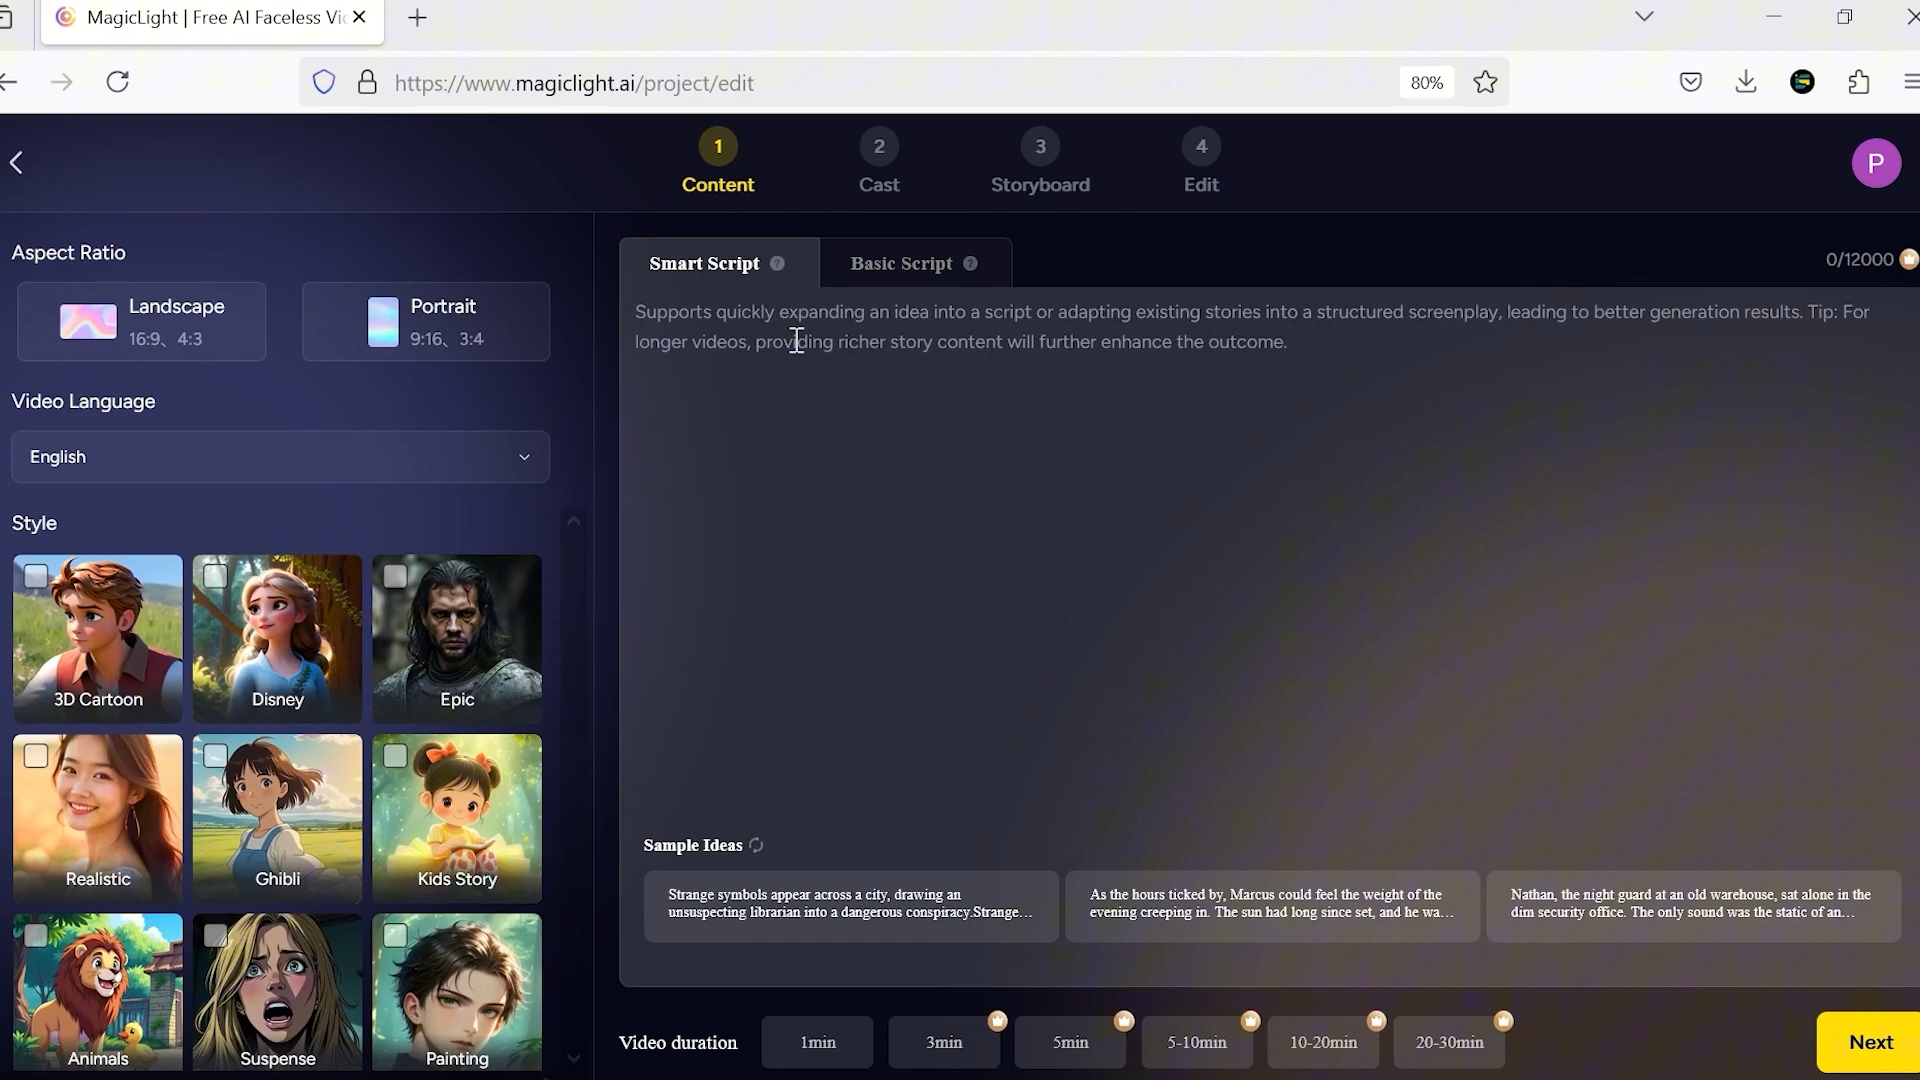 MagicLight | Free AI Faceless Vi
https://www.magiclight.ai/project/edit
80%
1
2
3
4
Content
Cast
Storyboard
Edit
P
Aspect Ratio
Landscape
16:9、4:3
Portrait
9:16、3:4
Video Language
English
Style
3D Cartoon
Disney
Epic
Realistic
Ghibli
Kids Story
Animals
Suspense
Painting
Smart Script ?
Basic Script ?
0/12000
Supports quickly expanding an idea into a script or adapting existing stories into a structured screenplay, leading to better generation results. Tip: For
longer videos, providing richer story content will further enhance the outcome.
Sample Ideas
Strange symbols appear across a city, drawing an
unsuspecting librarian into a dangerous conspiracy.Strange...
As the hours ticked by, Marcus could feel the weight of the
evening creeping in. The sun had long since set, and he wa...
Nathan, the night guard at an old warehouse, sat alone in the
dim security office. The only sound was the static of an...
Video duration
1min
3min
5min
5-10min
10-20min
20-30min
Next